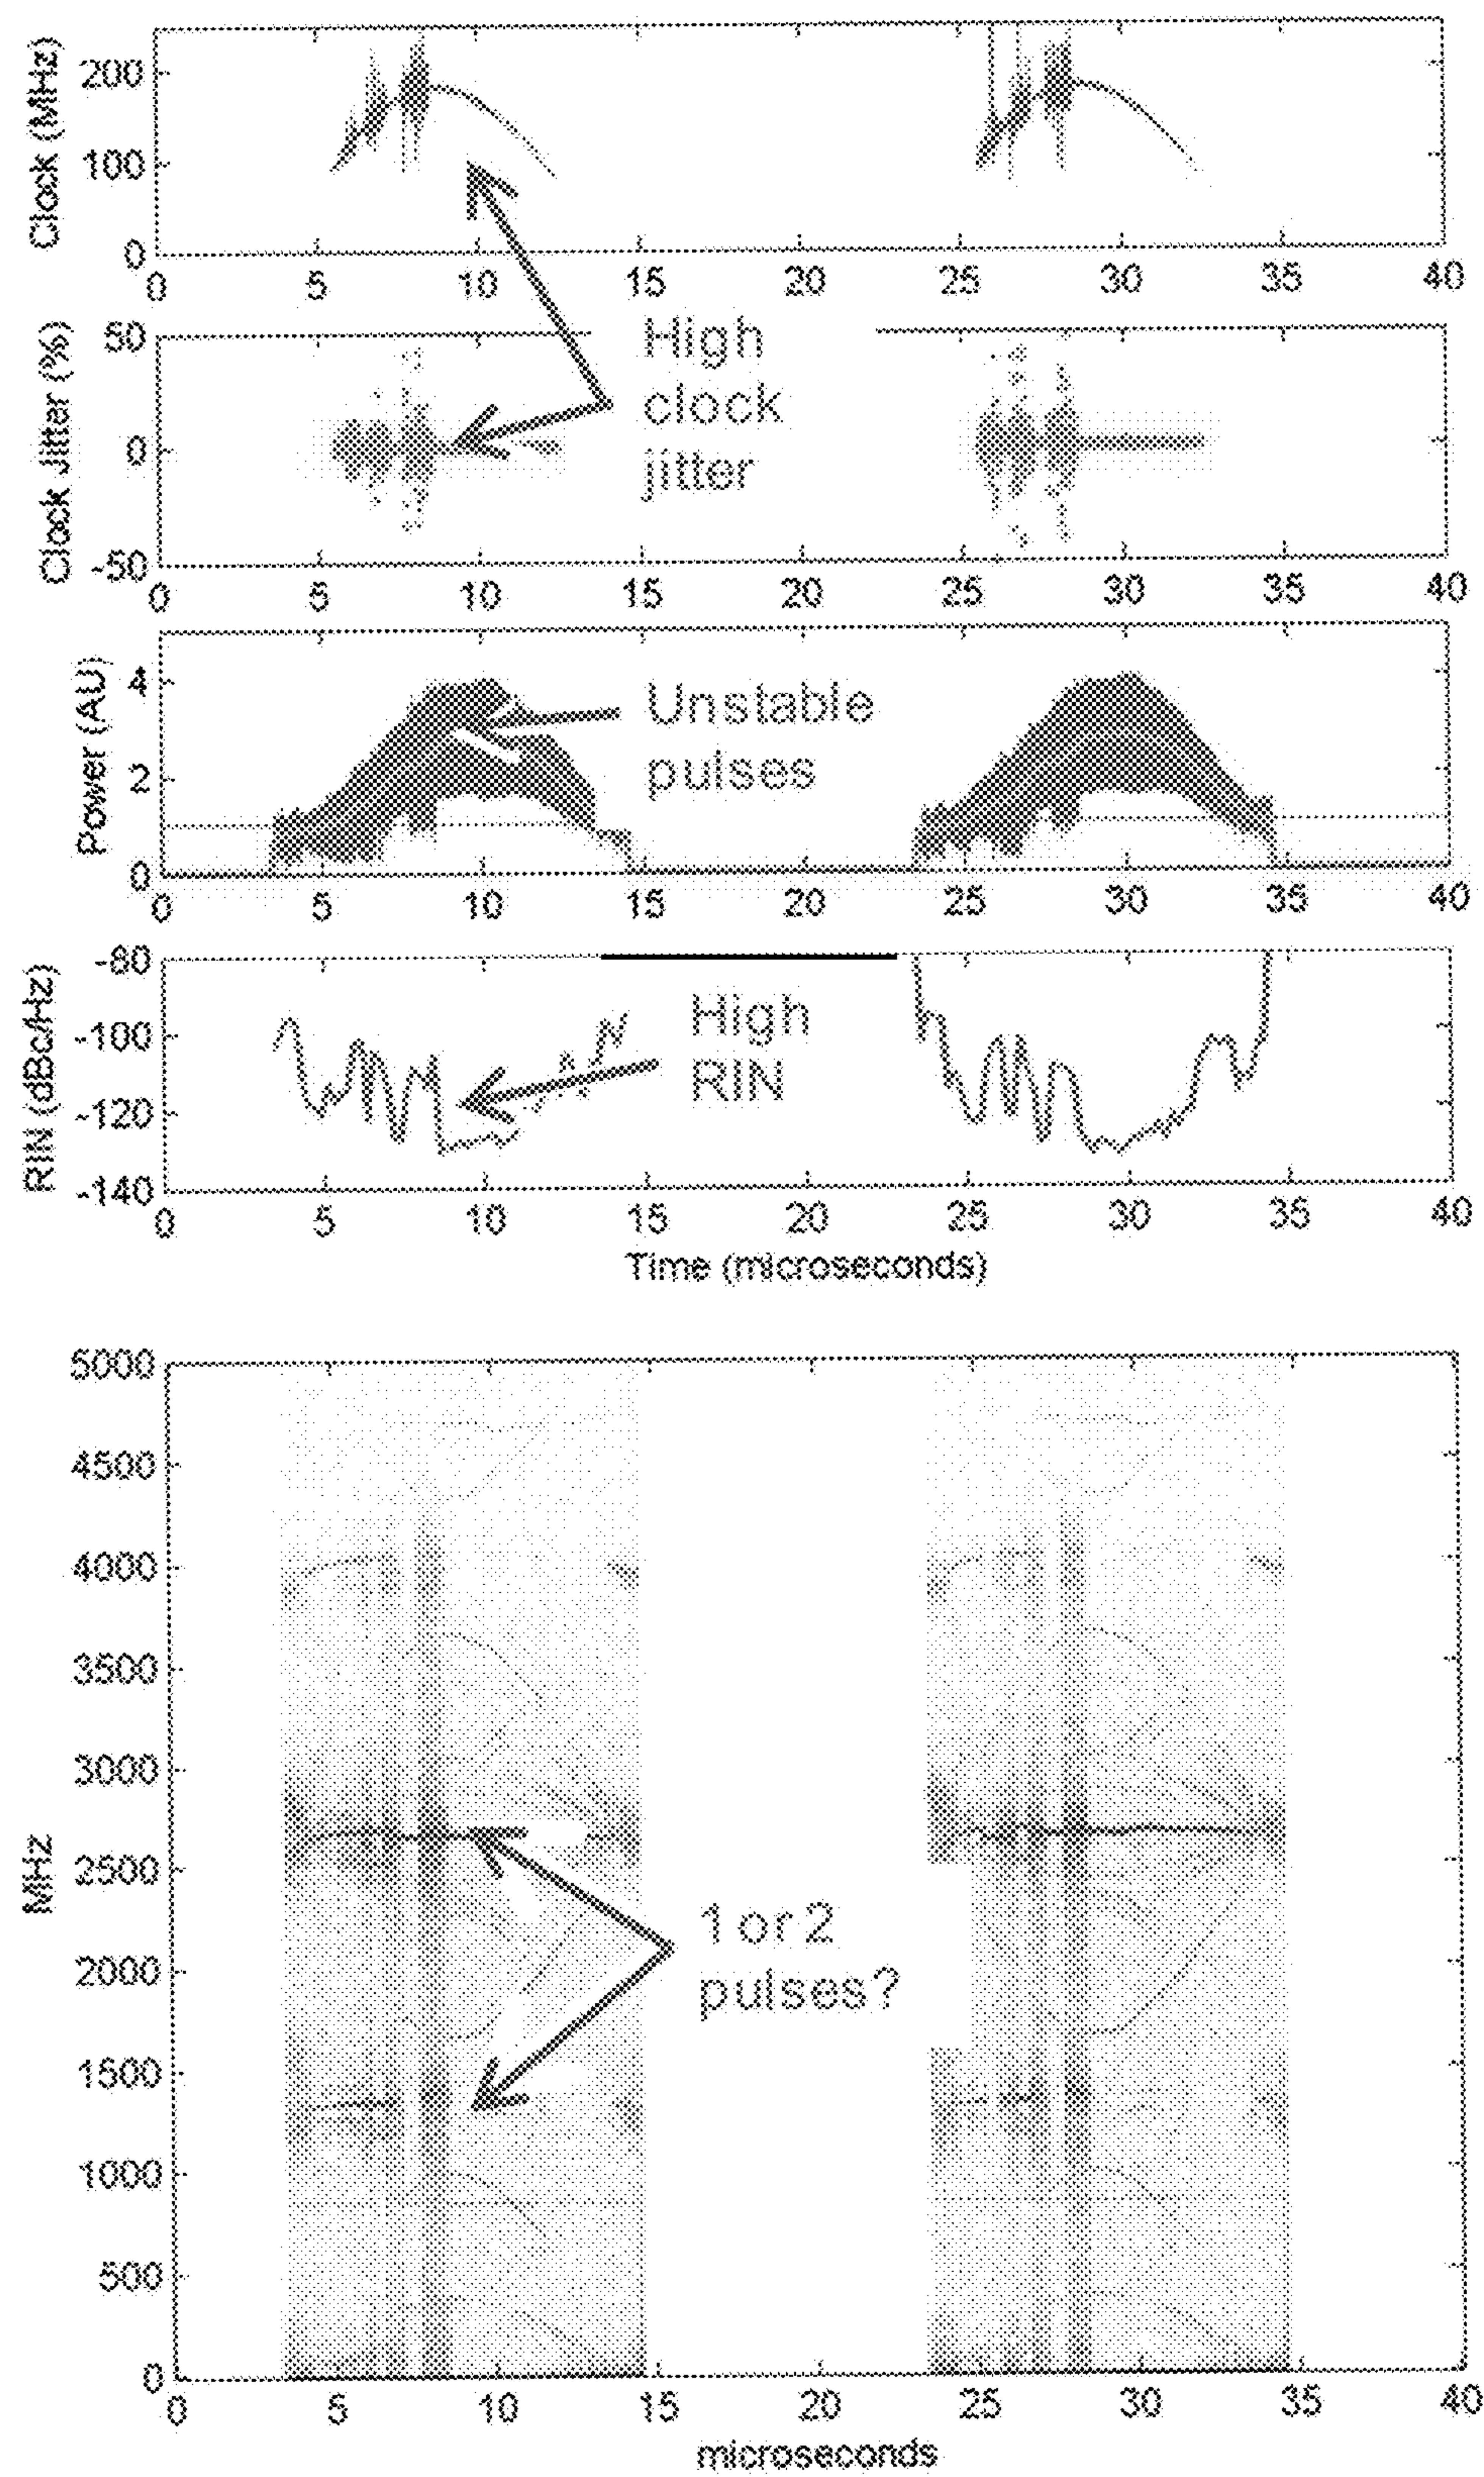 Clock (MHz)
200
100
0
0 5 10 15 20 25 30 35 40
Clock Jitter (%)
50
0
-50
High
clock
jitter
0 5 10 15 20 25 30 35 40
Power (AU)
4
2
0
Unstable
pulses
0 5 10 15 20 25 30 35 40
RIN (dBc/Hz)
-80
-100
-120
-140
High
RIN
0 5 10 15 20 25 30 35 40
Time (microseconds)
MHz
5000
4500
4000
3500
3000
2500
2000
1500
1000
500
0
1 or 2
pulses?
0 5 10 15 20 25 30 35 40
microseconds